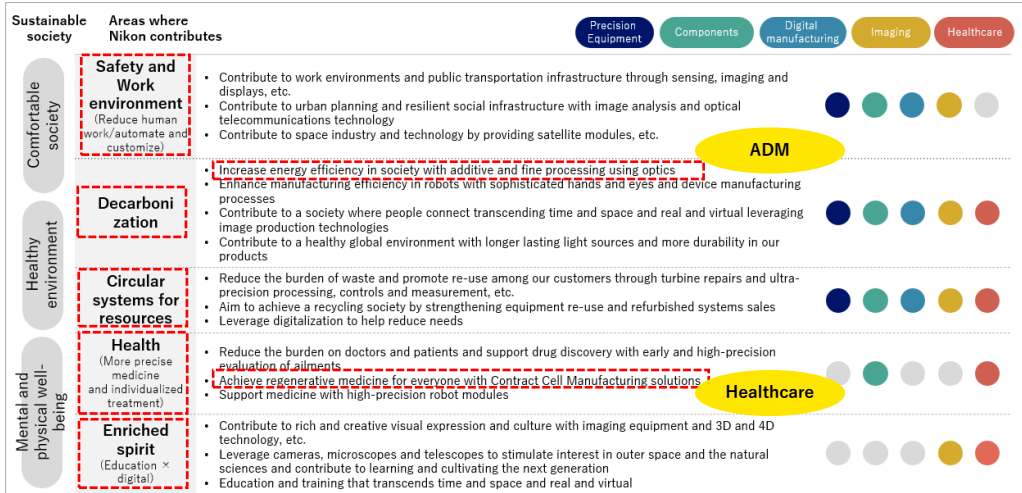 Sustainable
society
Areas where
Nikon contributes
Precision
Equipment
Components
Digital
manufacturing
Imaging
Healthcare
Comfortable
society
Safety and
Work
environment
(Reduce human
work/automate and
customize)
• Contribute to work environments and public transportation infrastructure through sensing, imaging and
displays, etc.
• Contribute to urban planning and resilient social infrastructure with image analysis and optical
telecommunications technology
• Contribute to space industry and technology by providing satellite modules, etc.
ADM
Decarboni
zation
• Increase energy efficiency in society with additive and fine processing using optics
• Enhance manufacturing efficiency in robots with sophisticated hands and eyes and device manufacturing
processes
• Contribute to a society where people connect transcending time and space and real and virtual leveraging
image production technologies
• Contribute to a healthy global environment with longer lasting light sources and more durability in our
products
Healthy
environment
Circular
systems for
resources
• Reduce the burden of waste and promote re-use among our customers through turbine repairs and ultra-
precision processing, controls and measurement, etc.
• Aim to achieve a recycling society by strengthening equipment re-use and refurbished systems sales
• Leverage digitalization to help reduce needs
Mental and
physical well-
being
Health
(More precise
medicine
and individualized
treatment)
• Reduce the burden on doctors and patients and support drug discovery with early and high-precision
evaluation of ailments
• Achieve regenerative medicine for everyone with Contract Cell Manufacturing solutions
• Support medicine with high-precision robot modules
Healthcare
Enriched
spirit
(Education ×
digital)
• Contribute to rich and creative visual expression and culture with imaging equipment and 3D and 4D
technology, etc.
• Leverage cameras, microscopes and telescopes to stimulate interest in outer space and the natural
sciences and contribute to learning and cultivating the next generation
• Education and training that transcends time and space and real and virtual